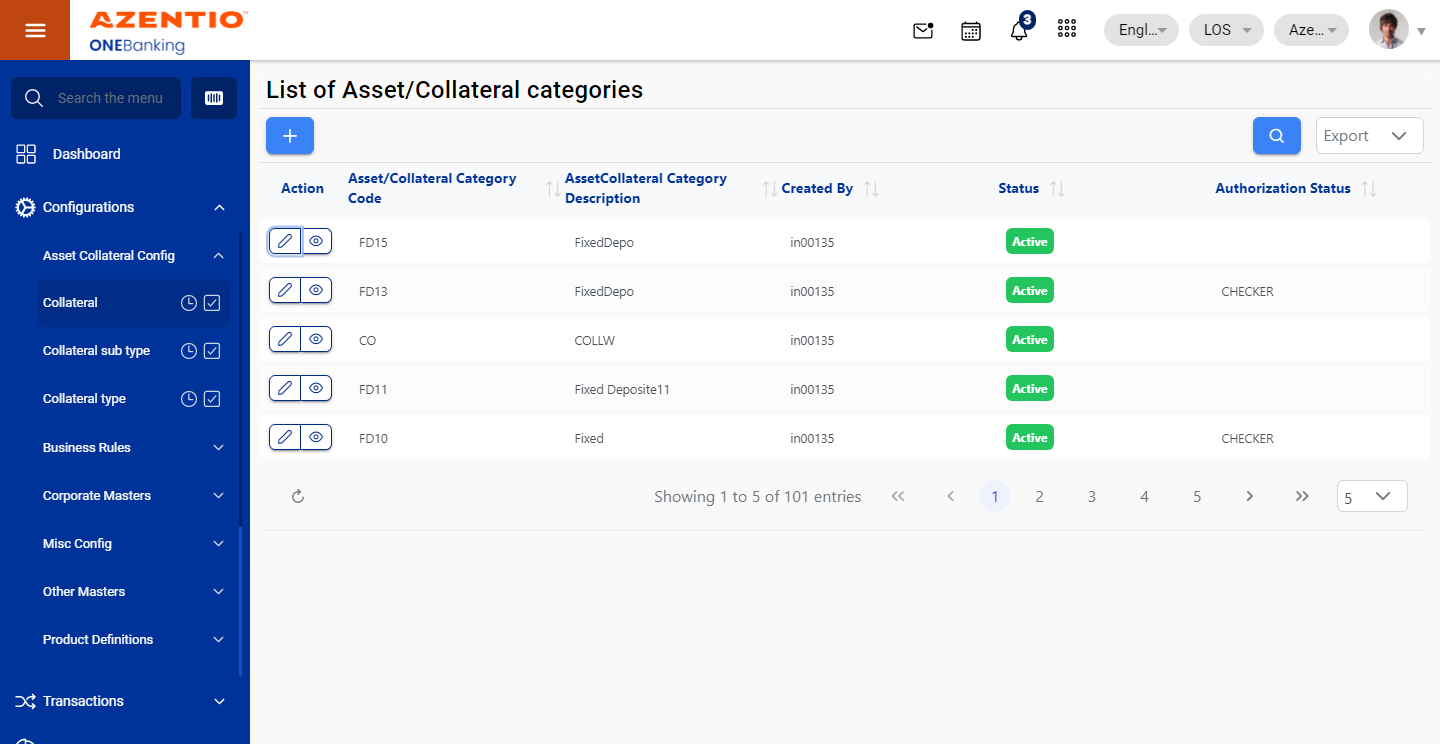 AZENTIO™
ONEBanking
3
Engl...
LOS
Aze...
Search the menu
Dashboard
Configurations
Asset Collateral Config
Collateral
Collateral sub type
Collateral type
Business Rules
Corporate Masters
Misc Config
Other Masters
Product Definitions
Transactions
List of Asset/Collateral categories
Export
Action Asset/Collateral Category Code AssetCollateral Category Description Created By Status Authorization Status
FD15 FixedDepo in00135 Active
FD13 FixedDepo in00135 Active CHECKER
CO COLLW in00135 Active
FD11 Fixed Deposite11 in00135 Active
FD10 Fixed in00135 Active CHECKER
Showing 1 to 5 of 101 entries 1 2 3 4 5 5